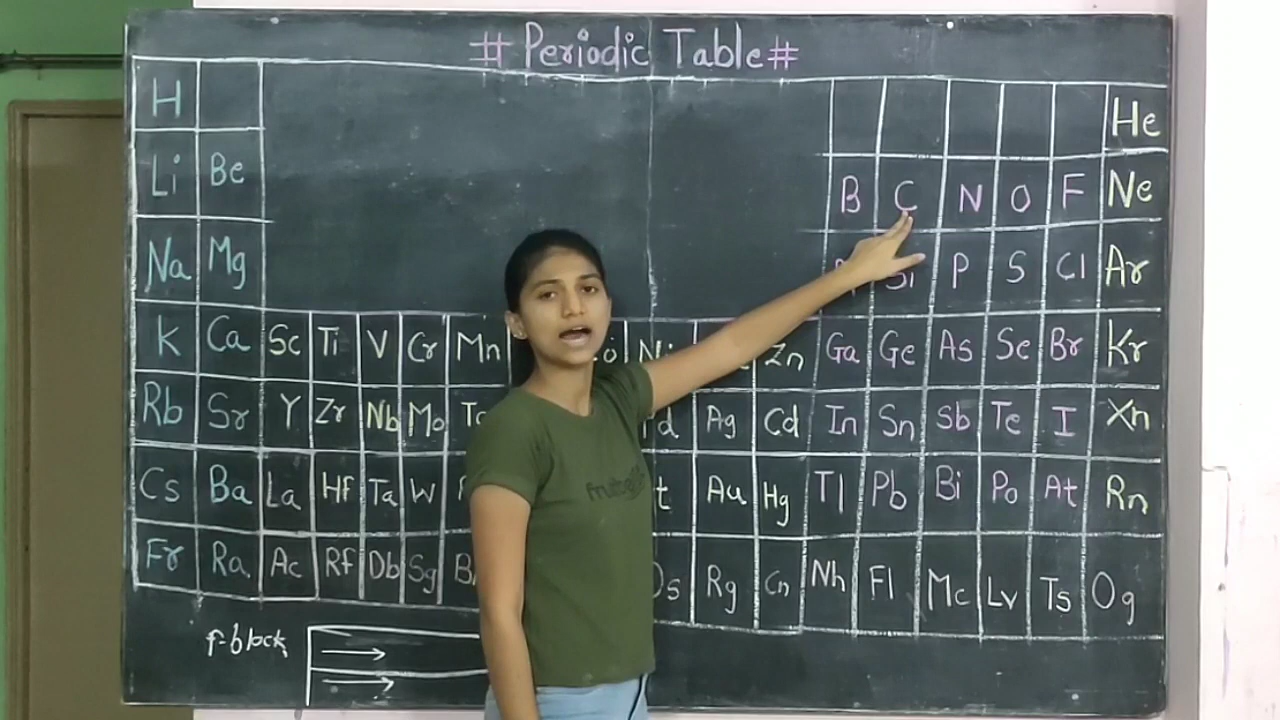 # Periodic Table #
H He
Li Be B C N O F Ne
Na Mg Si P S Cl Ar
K Ca Sc Ti V Cr Mn Ni Zn Ga Ge As Se Br Kr
Rb Sr Y Zr Nb Mo Ag Cd In Sn Sb Te I Xn
Cs Ba La Hf Ta W Au Hg Tl Pb Bi Po At Rn
Fr Ra Ac Rf Db Sg Rg Cn Nh Fl Mc Lv Ts Og
f-block